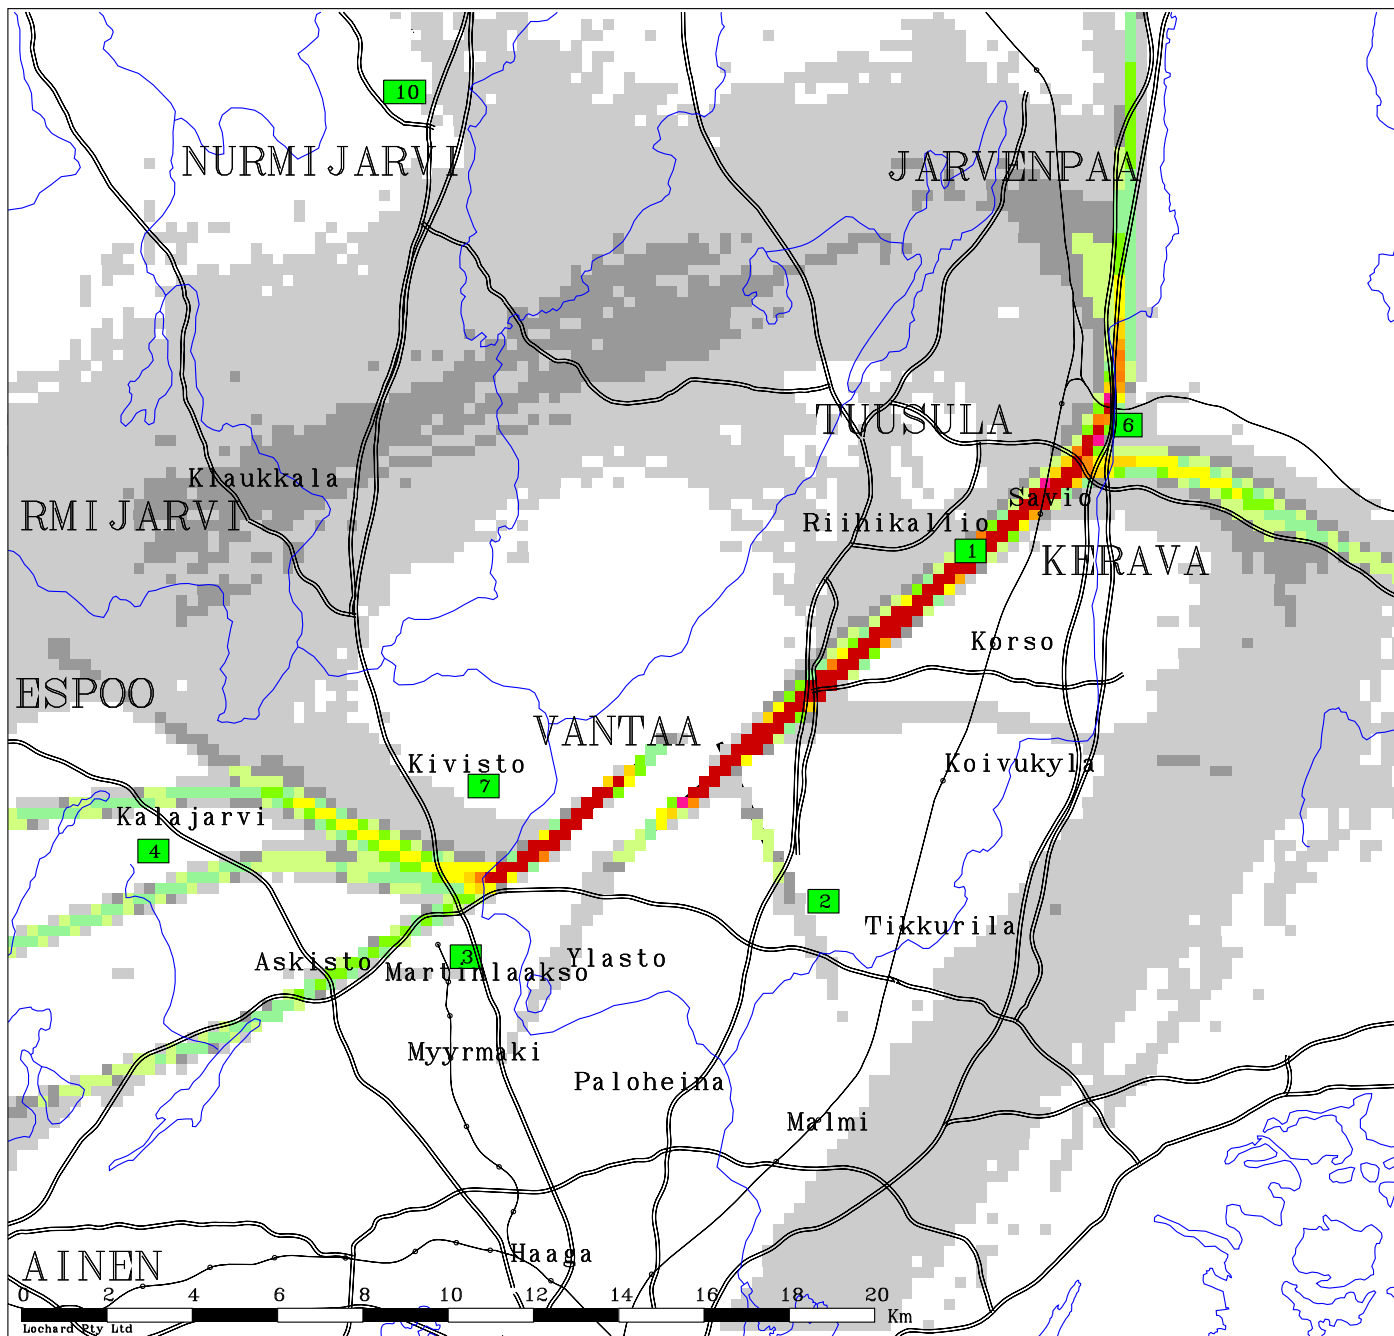 10
NURMIJARVI
JARVENPAA
TUUSULA
6
Klaukkala
Savio
RMIJARVI
Riihikallio
1
KERAVA
Korso
ESPOO
VANTAA
Kivisto
Koivukyla
7
Kalajarvi
4
2
Tikkurila
3
Ylasto
Askisto
Martinlaakso
Myyrmaki
Paloheina
Malmi
Haaga
AINEN
0 2 4 6 8 10 12 14 16 18 20
Km
Lochard Pty Ltd